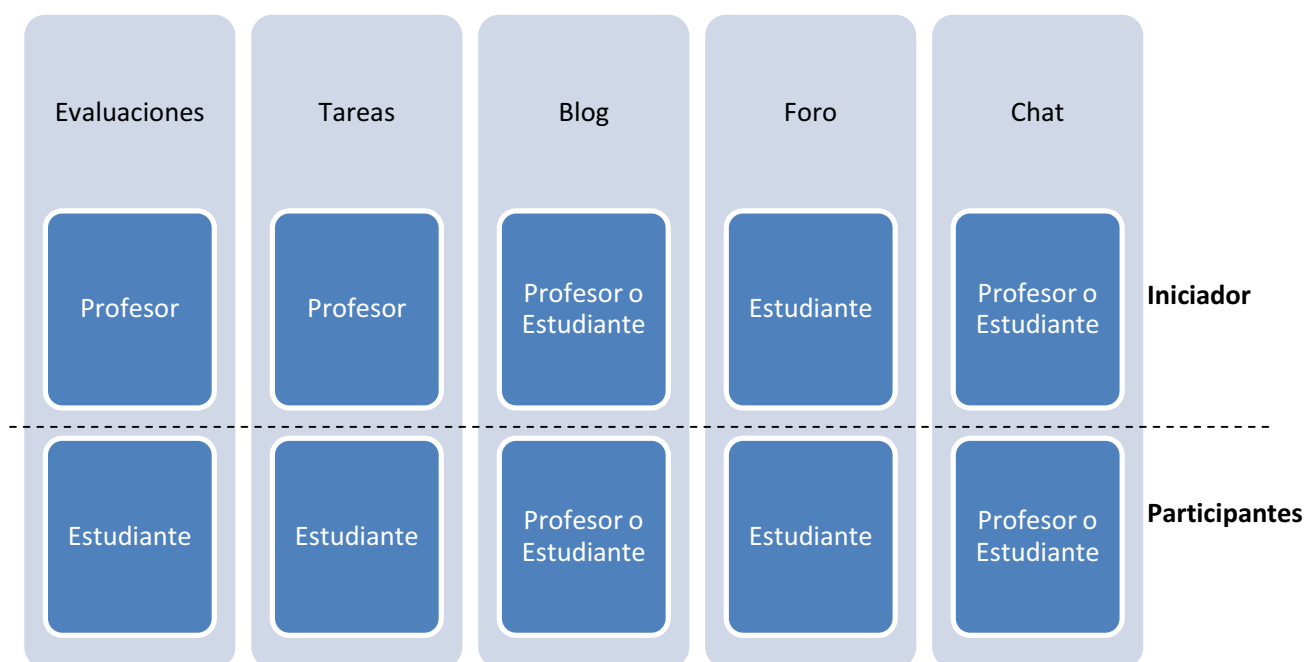 Evaluaciones
Tareas
Blog
Foro
Chat
Profesor
Profesor
Profesor o
Estudiante
Estudiante
Profesor o
Estudiante
Iniciador
Estudiante
Estudiante
Profesor o
Estudiante
Estudiante
Profesor o
Estudiante
Participantes